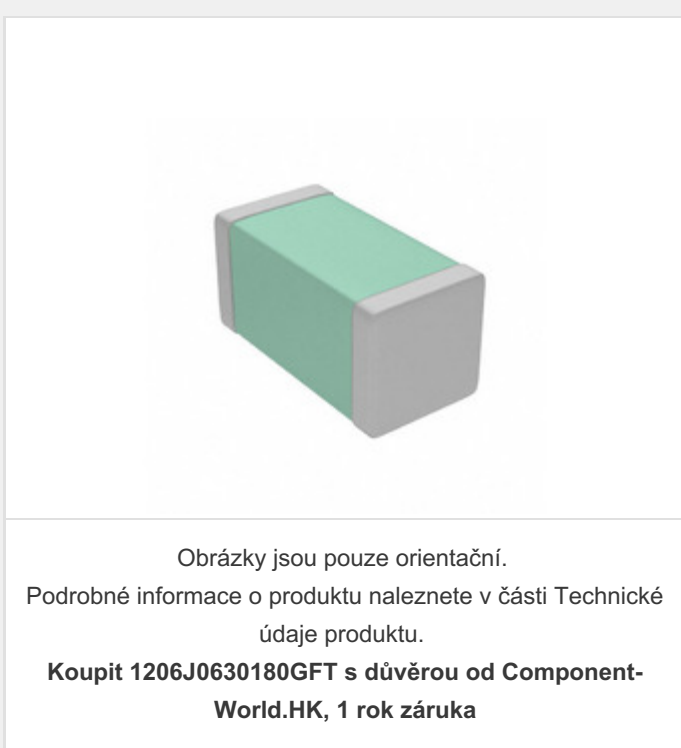 Obrázky jsou pouze orientační.
Podrobné informace o produktu naleznete v části Technické
údaje produktu.
Koupit 1206J0630180GFT s důvěrou od Component-
World.HK, 1 rok záruka